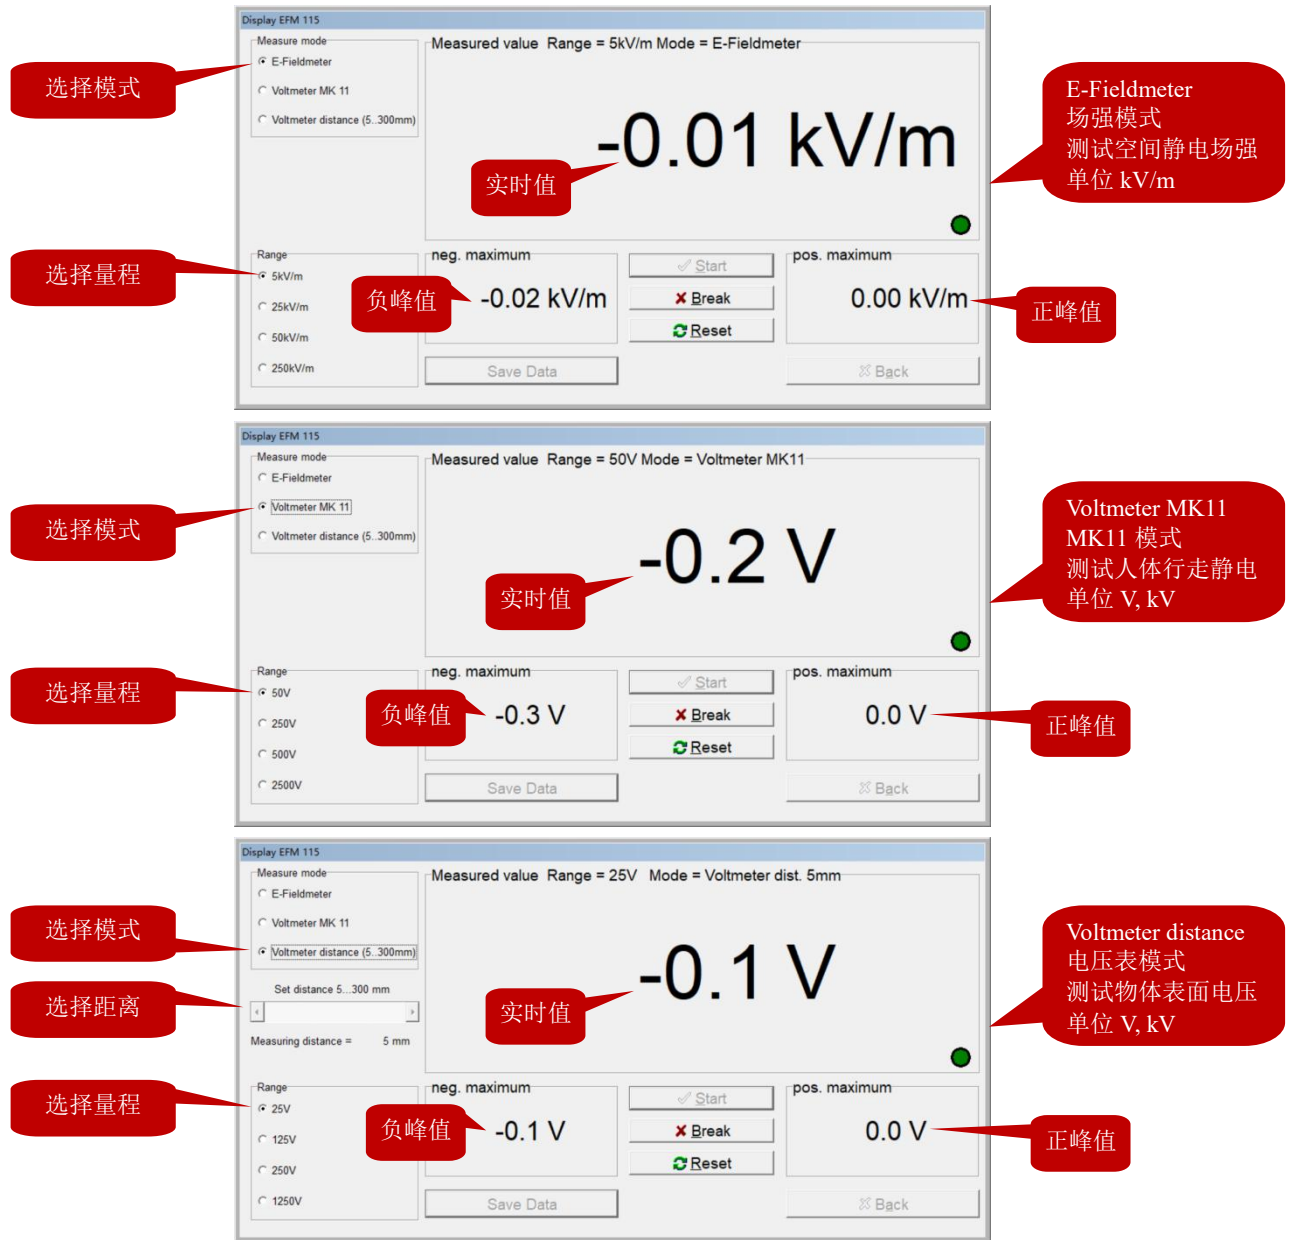 Display EFM 115
Measure mode
E-Fieldmeter
Voltmeter MK 11
Voltmeter distance (5..300mm)
选择模式
Measured value Range = 5kV/m Mode = E-Fieldmeter
-0.01 kV/m
实时值
E-Fieldmeter
场强模式
测试空间静电场强
单位 kV/m
Range
5kV/m
25kV/m
50kV/m
250kV/m
选择量程
neg. maximum
-0.02 kV/m
负峰值
Start
Break
Reset
pos. maximum
0.00 kV/m
正峰值
Save Data
Back
Display EFM 115
Measure mode
E-Fieldmeter
Voltmeter MK 11
Voltmeter distance (5..300mm)
选择模式
Measured value Range = 50V Mode = Voltmeter MK11
-0.2 V
实时值
Voltmeter MK11
MK11 模式
测试人体行走静电
单位 V, kV
Range
50V
250V
500V
2500V
选择量程
neg. maximum
-0.3 V
负峰值
Start
Break
Reset
pos. maximum
0.0 V
正峰值
Save Data
Back
Display EFM 115
Measure mode
E-Fieldmeter
Voltmeter MK 11
Voltmeter distance (5..300mm)
选择模式
Set distance 5...300 mm
选择距离
Measuring distance = 5 mm
Measured value Range = 25V Mode = Voltmeter dist. 5mm
-0.1 V
实时值
Voltmeter distance
电压表模式
测试物体表面电压
单位 V, kV
Range
25V
125V
250V
1250V
选择量程
neg. maximum
-0.1 V
负峰值
Start
Break
Reset
pos. maximum
0.0 V
正峰值
Save Data
Back